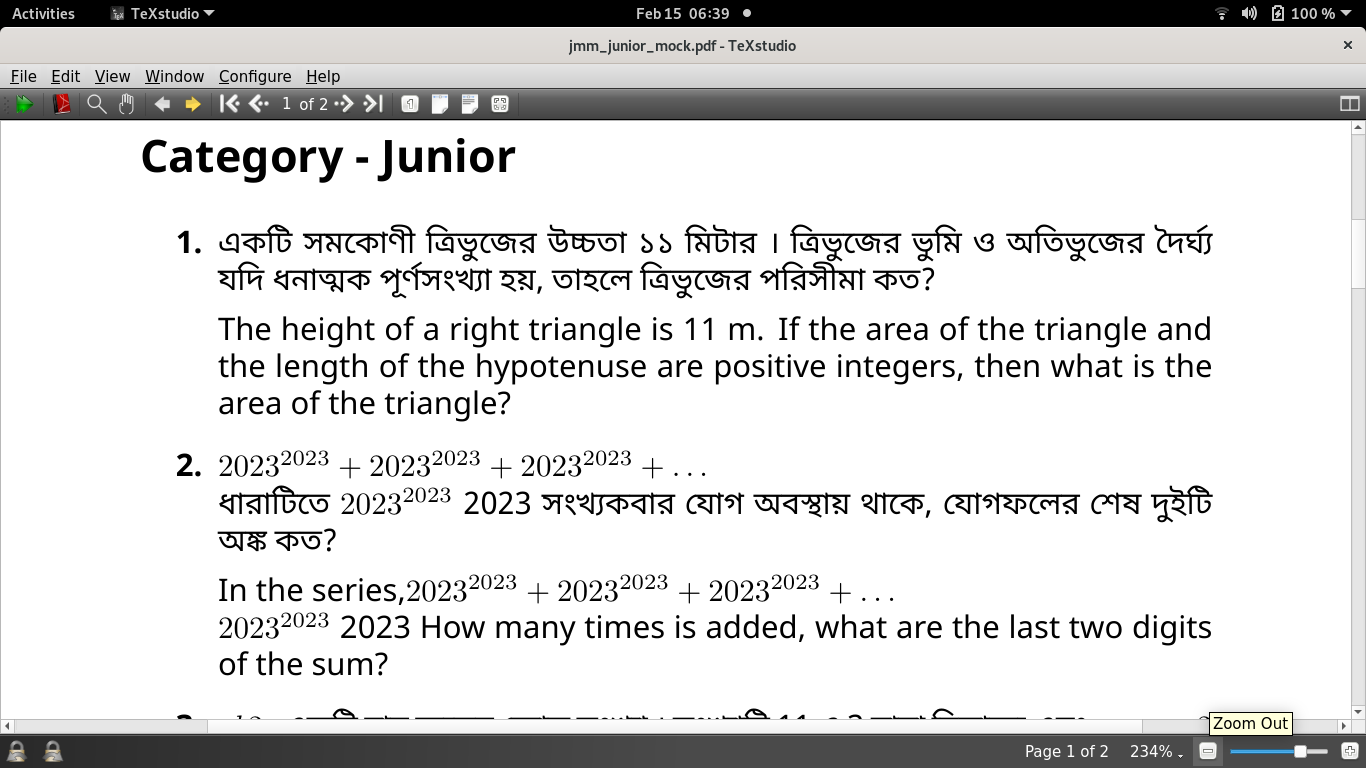 Activities TeXstudio Feb 15 06:39 100 %
jmm_junior_mock.pdf - TeXstudio
File Edit View Window Configure Help
1 of 2
Category - Junior
1. একটি সমকোণী ত্রিভুজের উচ্চতা ১১ মিটার । ত্রিভুজের ভুমি ও অতিভুজের দৈর্ঘ্য
যদি ধনাত্মক পূর্ণসংখ্যা হয়, তাহলে ত্রিভুজের পরিসীমা কত?
The height of a right triangle is 11 m. If the area of the triangle and
the length of the hypotenuse are positive integers, then what is the
area of the triangle?
2. 2023^2023 + 2023^2023 + 2023^2023 + ...
ধারাটিতে 2023^2023 2023 সংখ্যকবার যোগ অবস্থায় থাকে, যোগফলের শেষ দুইটি
অঙ্ক কত?
In the series,2023^2023 + 2023^2023 + 2023^2023 + ...
2023^2023 2023 How many times is added, what are the last two digits
of the sum?
Zoom Out
Page 1 of 2 234%